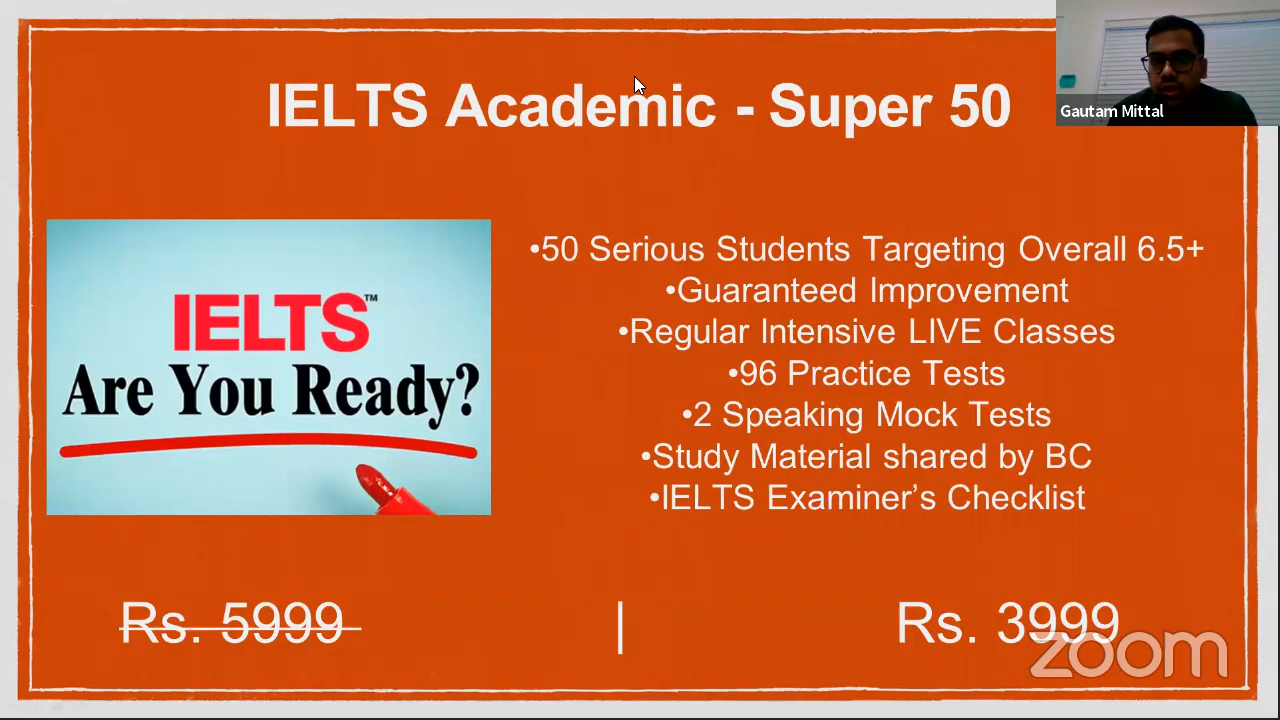 Gautam Mittal
IELTS Academic - Super 50
IELTS™
Are You Ready?
•50 Serious Students Targeting Overall 6.5+
•Guaranteed Improvement
•Regular Intensive LIVE Classes
•96 Practice Tests
•2 Speaking Mock Tests
•Study Material shared by BC
•IELTS Examiner’s Checklist
Rs. 5999 | Rs. 3999
zoom